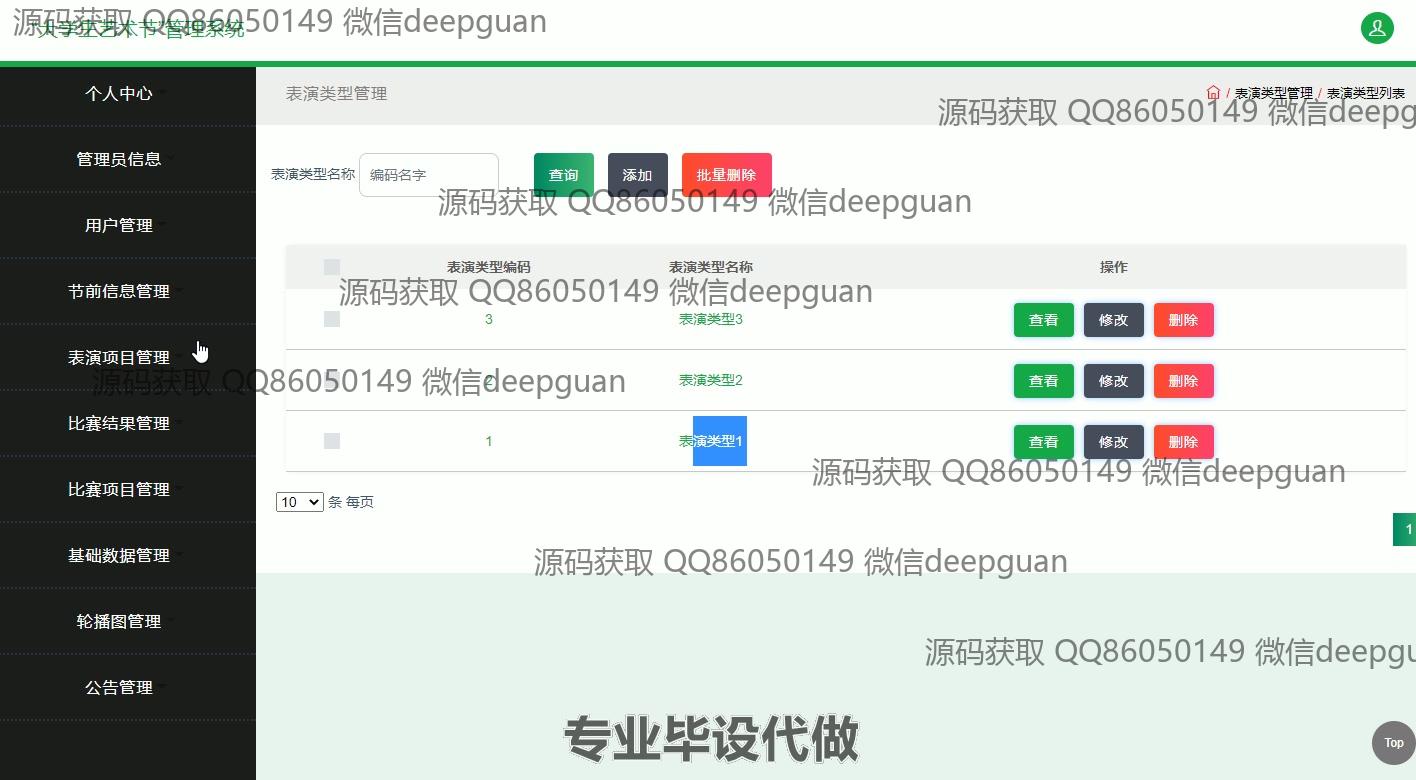 “大学生艺术节”管理系统
源码获取 QQ86050149 微信deepguan
个人中心
管理员信息
用户管理
节前信息管理
表演项目管理
比赛结果管理
比赛项目管理
基础数据管理
轮播图管理
公告管理
表演类型管理
/ 表演类型管理 / 表演类型列表
源码获取 QQ86050149 微信deepg
表演类型名称 编码名字 查询 添加 批量删除
源码获取 QQ86050149 微信deepguan
表演类型编码 表演类型名称 操作
源码获取 QQ86050149 微信deepguan
3 表演类型3 查看 修改 删除
2 表演类型2 查看 修改 删除
源码获取 QQ86050149 微信deepguan
1 表演类型1 查看 修改 删除
源码获取 QQ86050149 微信deepguan
10 条 每页
1
源码获取 QQ86050149 微信deepguan
源码获取 QQ86050149 微信deepgu
专业毕设代做
Top